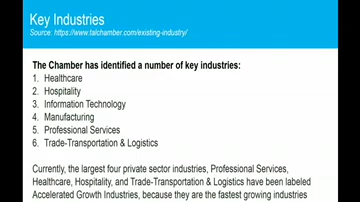 Key Industries
Source: https://www.talchamber.com/existing-industry/
The Chamber has identified a number of key industries:
1. Healthcare
2. Hospitality
3. Information Technology
4. Manufacturing
5. Professional Services
6. Trade-Transportation & Logistics
Currently, the largest four private sector industries, Professional Services,
Healthcare, Hospitality, and Trade-Transportation & Logistics have been labeled
Accelerated Growth Industries, because they are the fastest growing industries